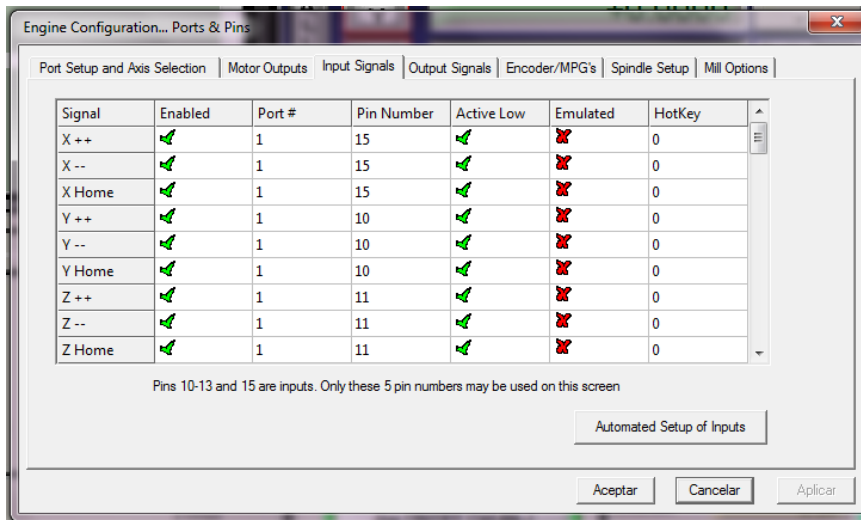 Engine Configuration... Ports & Pins
Port Setup and Axis Selection Motor Outputs Input Signals Output Signals Encoder/MPG's Spindle Setup Mill Options
Signal Enabled Port # Pin Number Active Low Emulated HotKey
X ++ 1 15 0
X -- 1 15 0
X Home 1 15 0
Y ++ 1 10 0
Y -- 1 10 0
Y Home 1 10 0
Z ++ 1 11 0
Z -- 1 11 0
Z Home 1 11 0
Pins 10-13 and 15 are inputs. Only these 5 pin numbers may be used on this screen
Automated Setup of Inputs
Aceptar Cancelar Aplicar